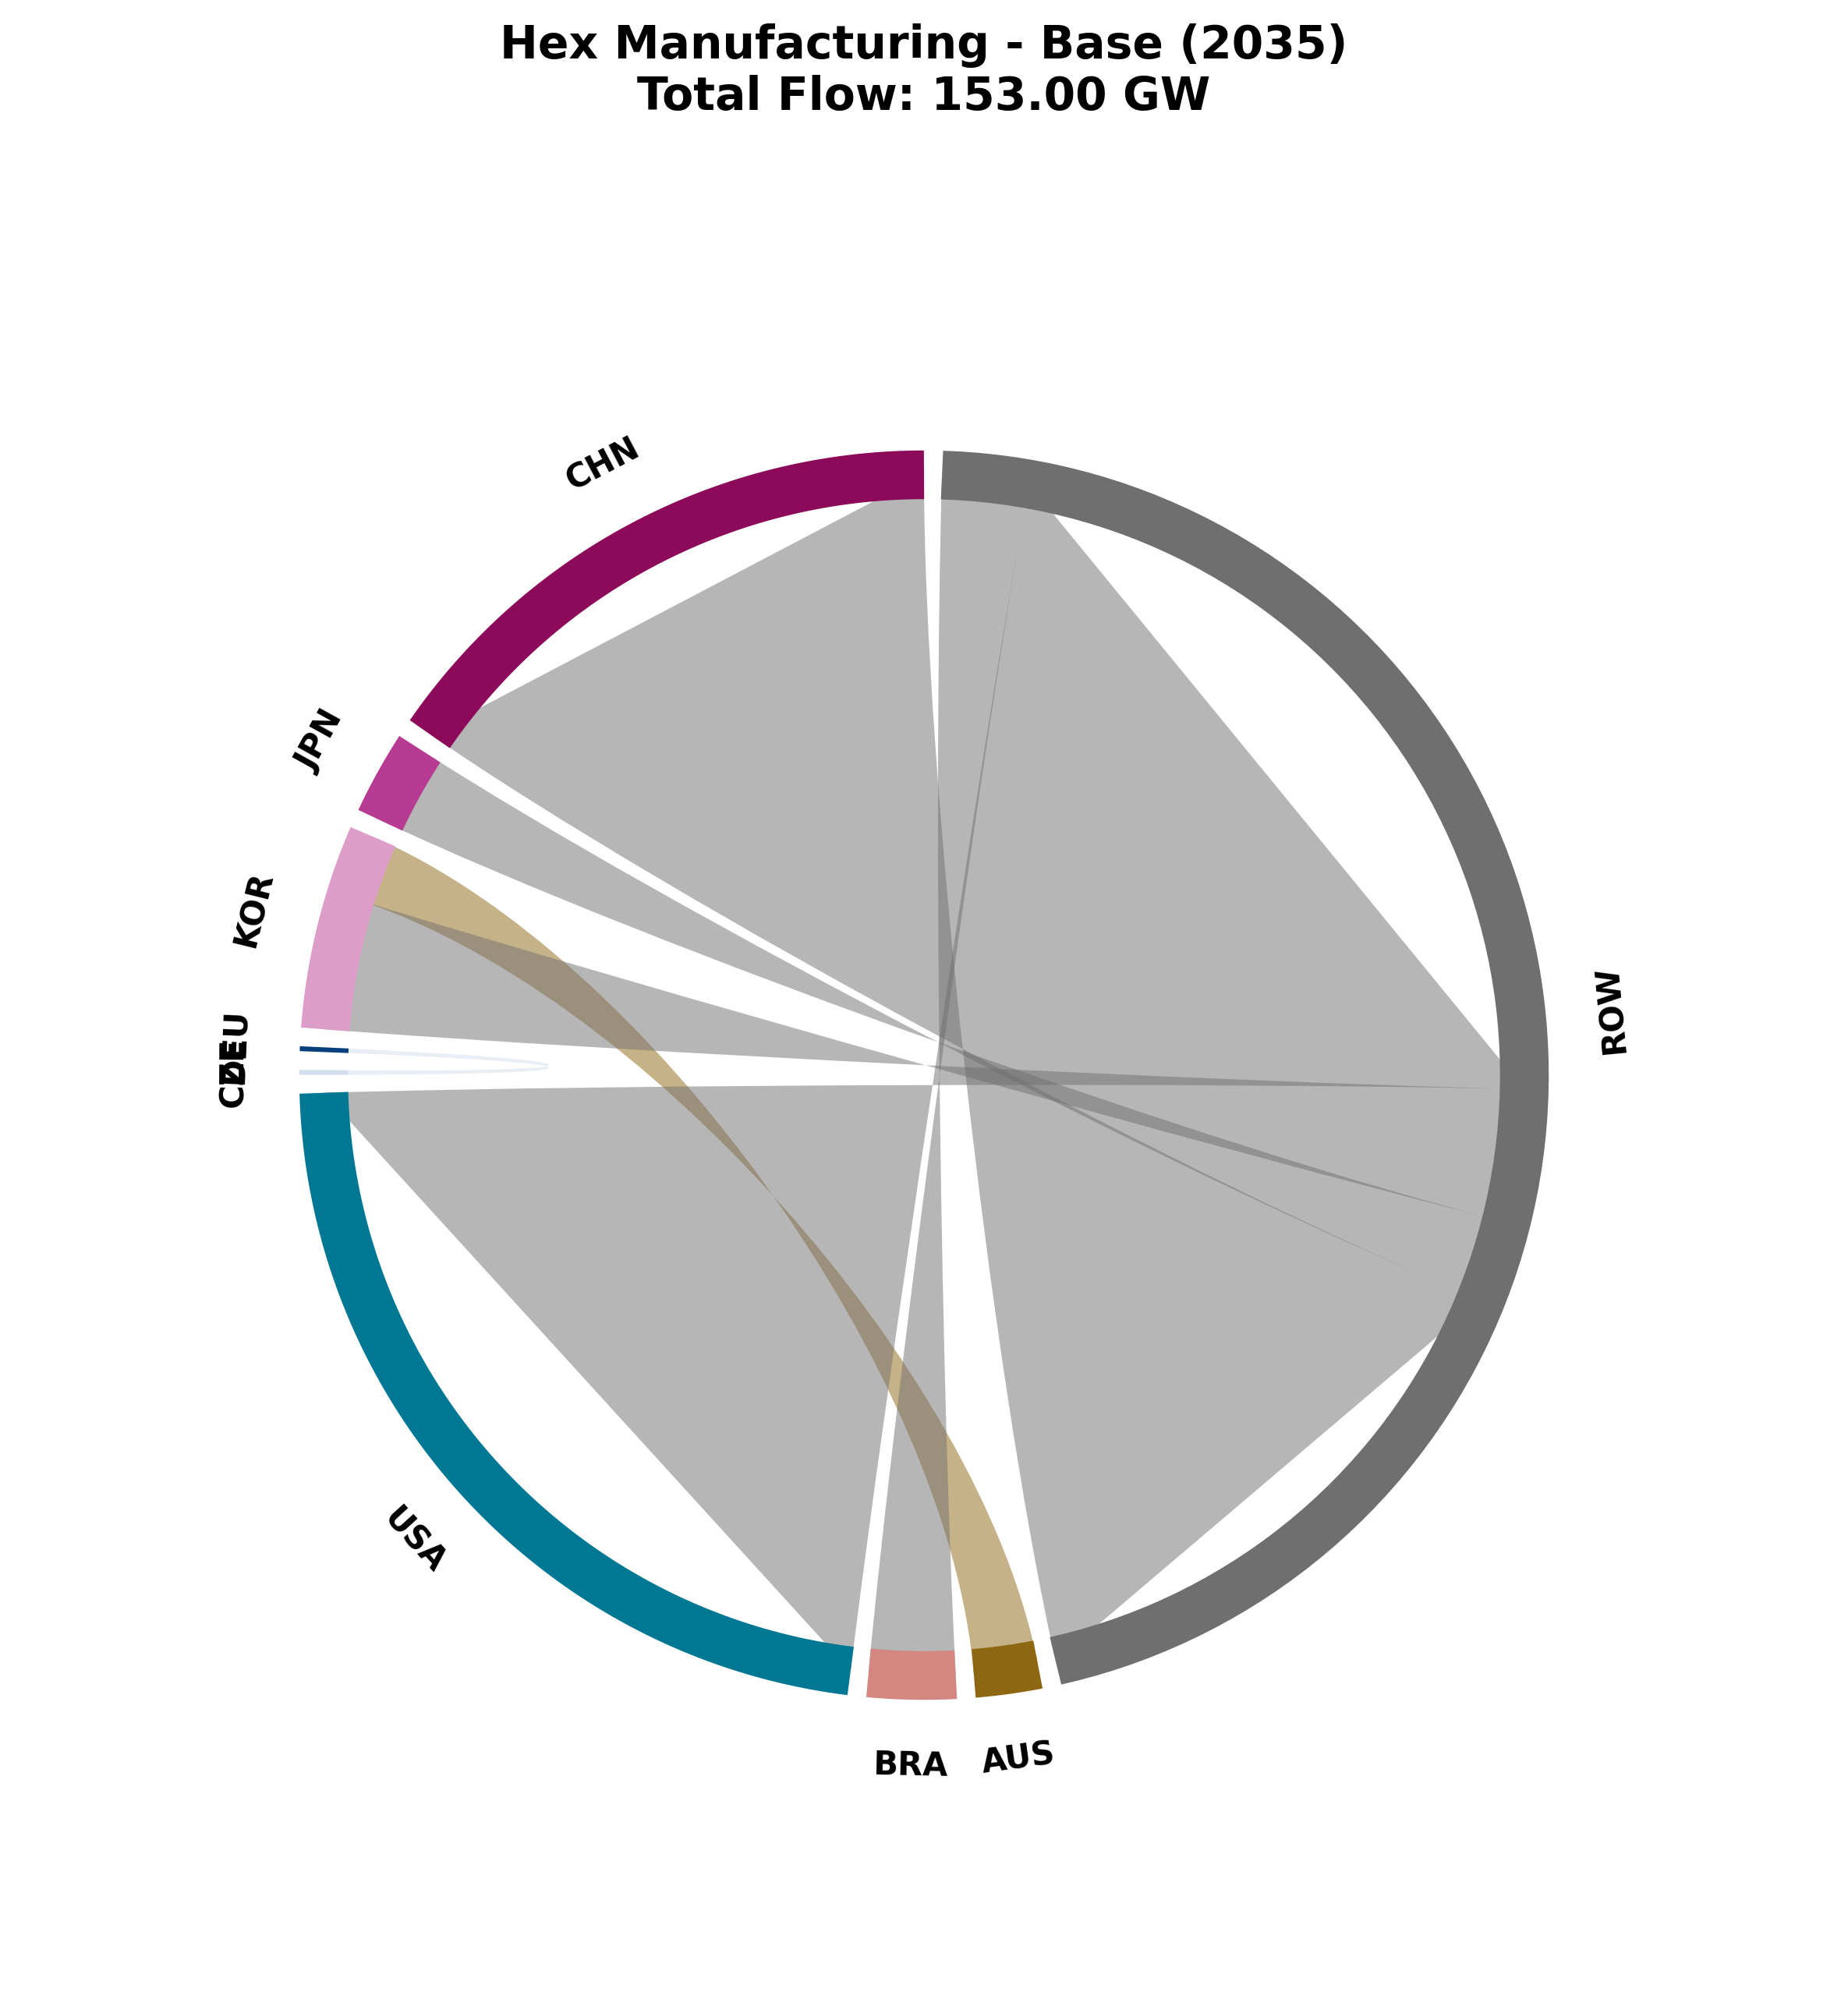 Hex Manufacturing - Base (2035)
Total Flow: 153.00 GW
CHN
JPN
KOR
ROW
USA
BRA
AUS